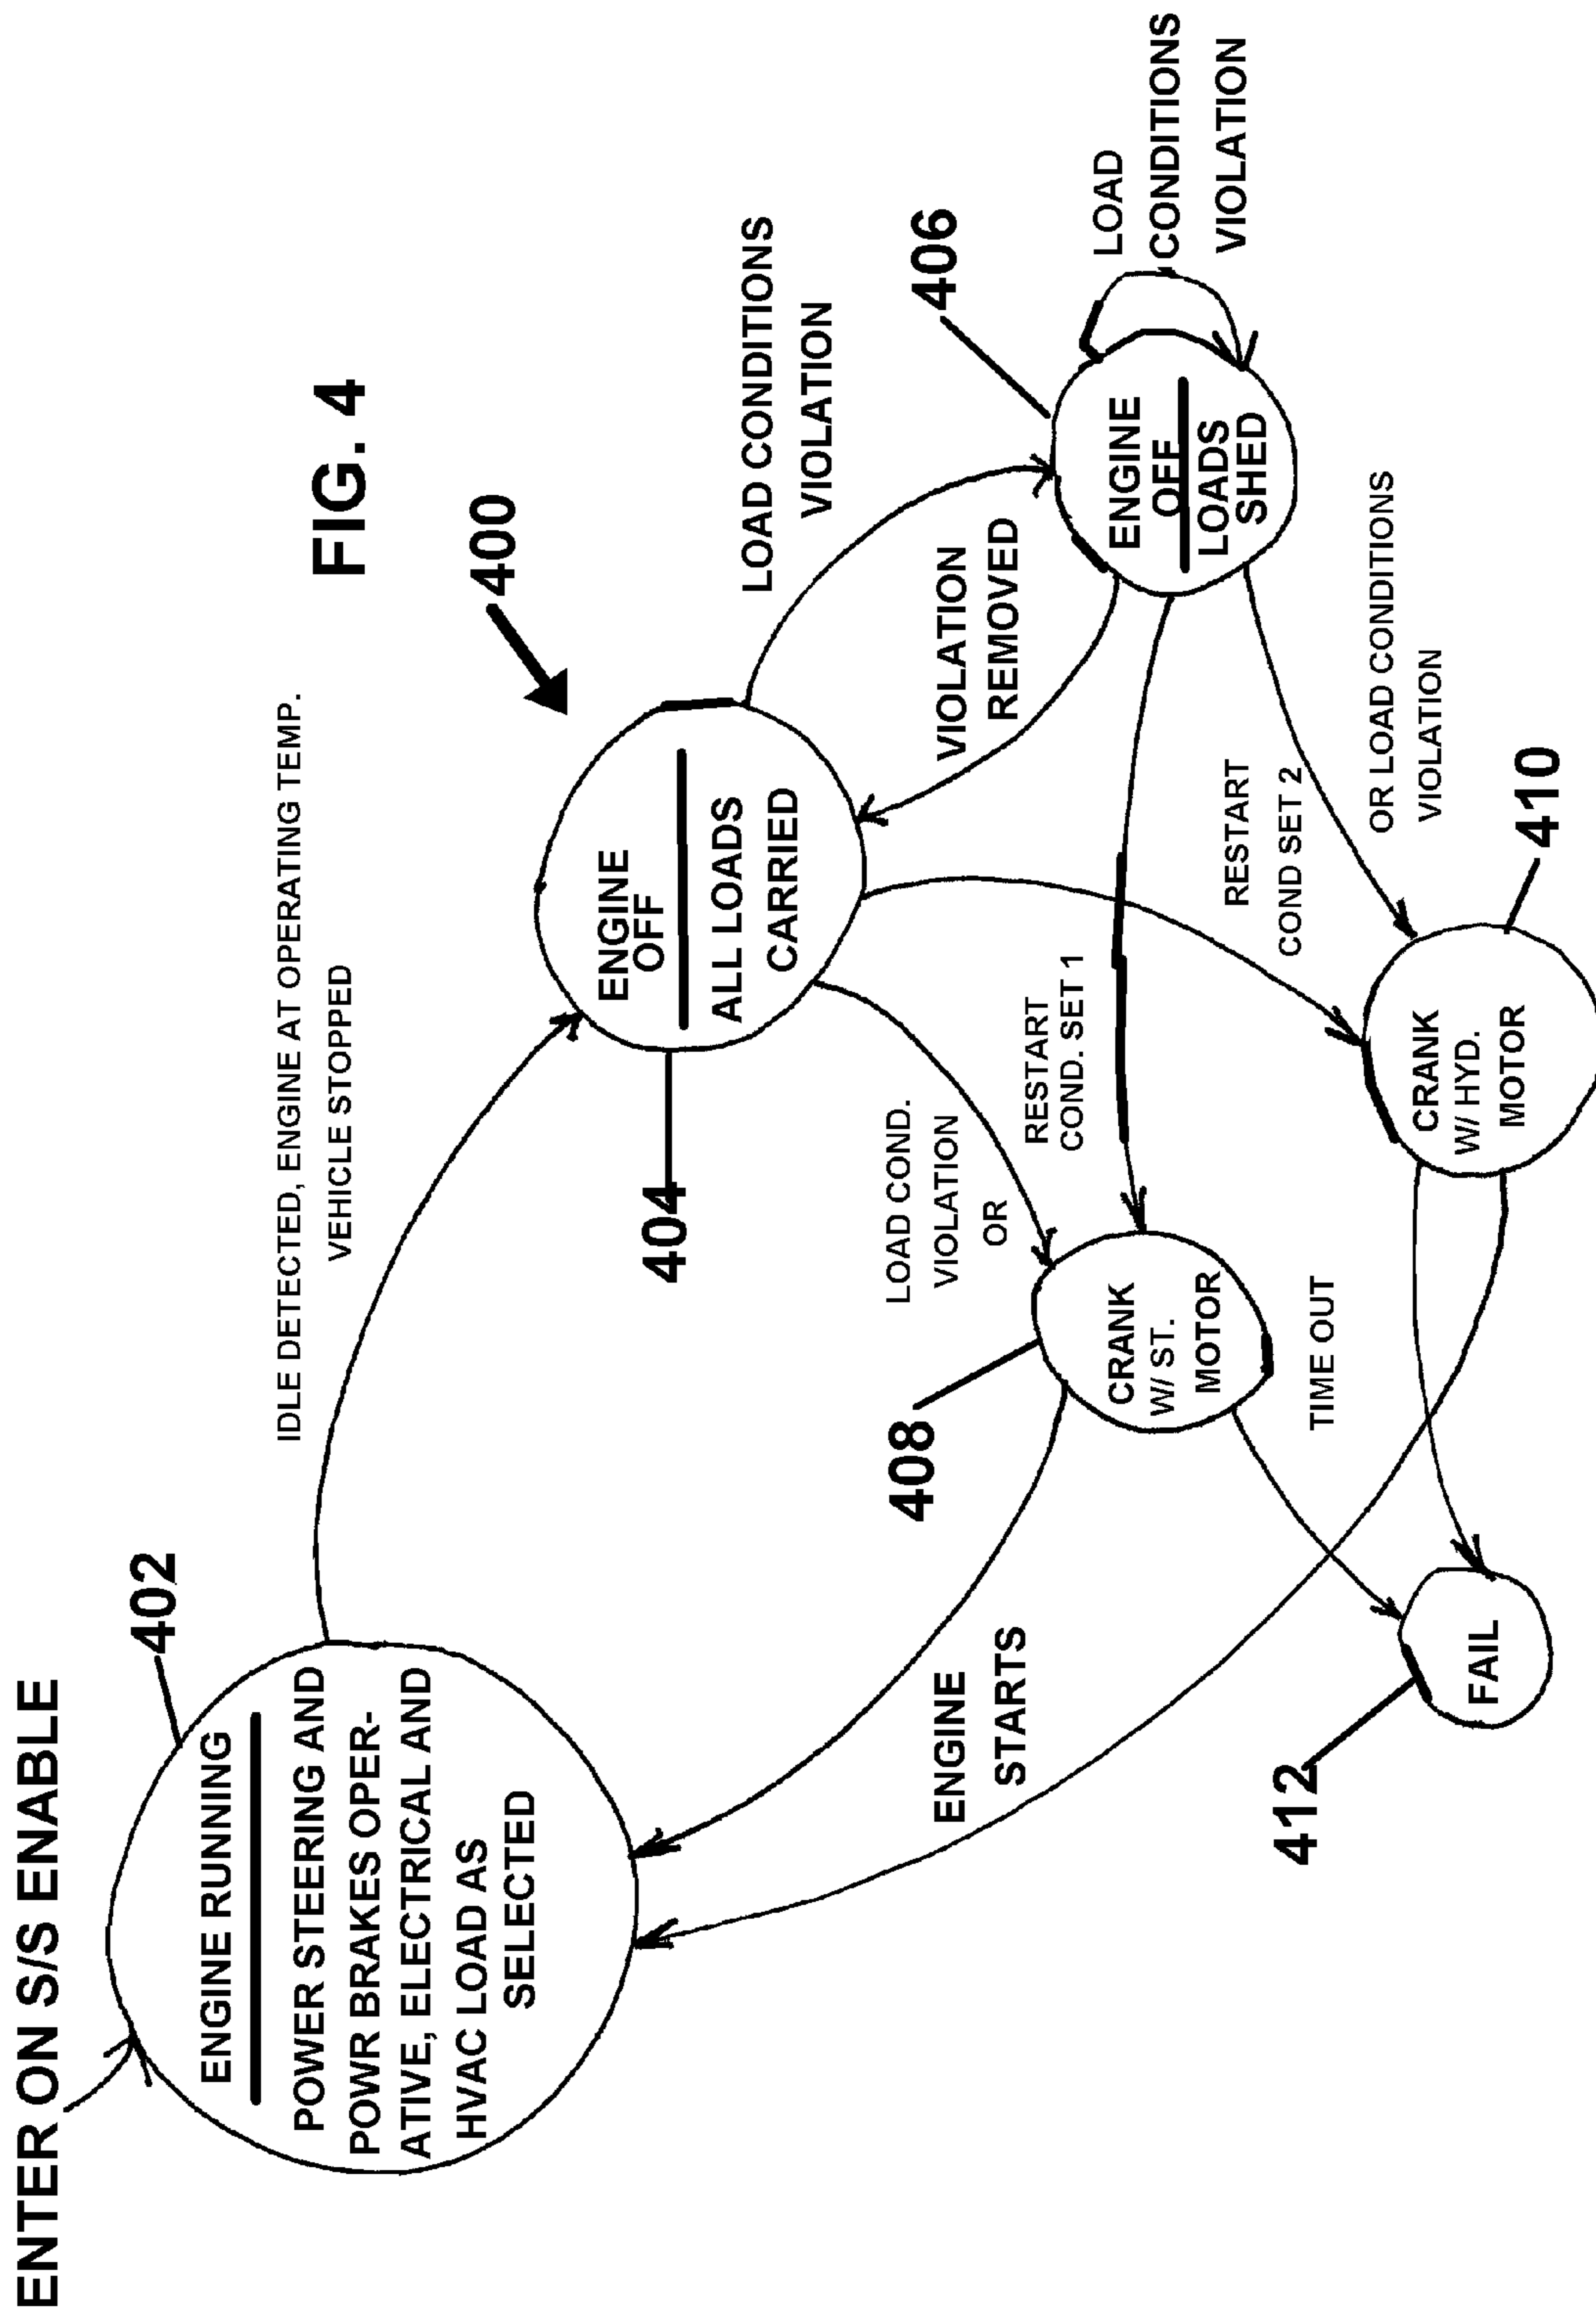 ENTER ON S/S ENABLE
402
ENGINE RUNNING
POWER STEERING AND
POWR BRAKES OPER-
ATIVE, ELECTRICAL AND
HVAC LOAD AS
SELECTED
IDLE DETECTED, ENGINE AT OPERATING TEMP.
VEHICLE STOPPED
FIG. 4
400
404
ENGINE
OFF
ALL LOADS
CARRIED
LOAD CONDITIONS
VIOLATION
406
ENGINE
OFF
LOADS
SHED
LOAD
CONDITIONS
VIOLATION
VIOLATION
REMOVED
LOAD COND.
VIOLATION
OR
RESTART
COND. SET 1
RESTART
COND SET 2
OR LOAD CONDITIONS
VIOLATION
408
CRANK
W/ ST.
MOTOR
410
CRANK
W/ HYD.
MOTOR
TIME OUT
ENGINE
STARTS
412
FAIL